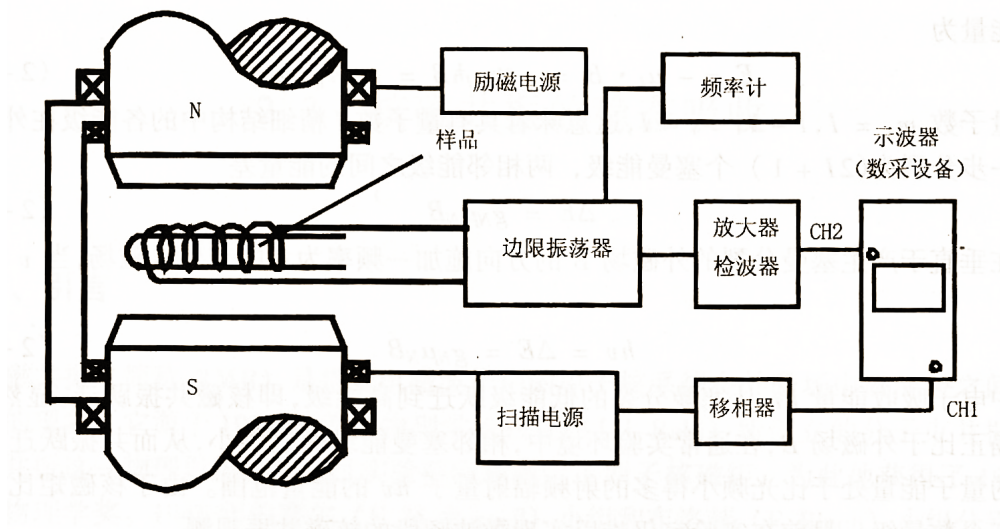 N
励磁电源
频率计
样品
示波器
(数采设备)
边限振荡器
放大器
检波器
CH2
S
扫描电源
移相器
CH1